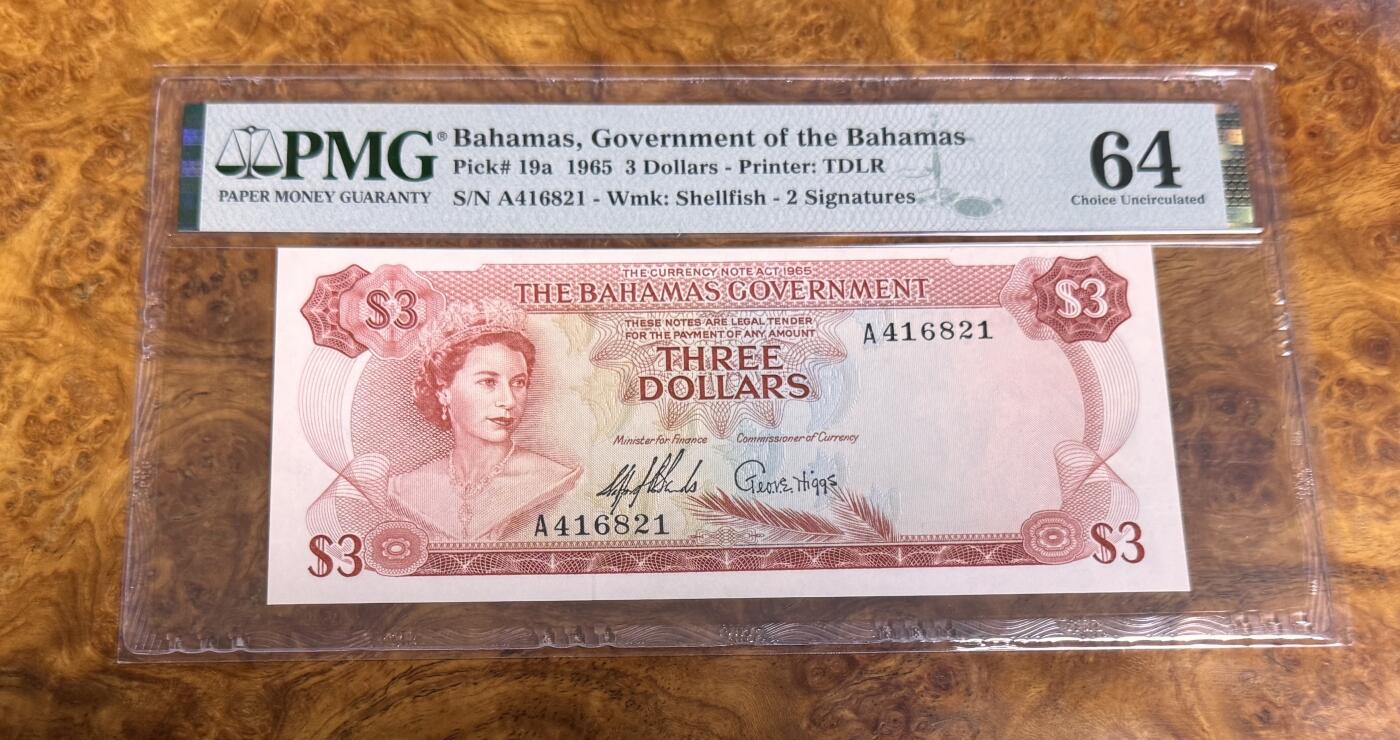 PMG®
PAPER MONEY GUARANTY
Bahamas, Government of the Bahamas
Pick# 19a 1965 3 Dollars - Printer: TDLR
S/N A416821 - Wmk: Shellfish - 2 Signatures
64
Choice Uncirculated
THE CURRENCY NOTE ACT 1965
$3 THE BAHAMAS GOVERNMENT $3
THESE NOTES ARE LEGAL TENDER
FOR THE PAYMENT OF ANY AMOUNT
A416821
THREE
DOLLARS
Minister for Finance Commissioner of Currency
Geo. E. Higgs
A416821
$3 $3